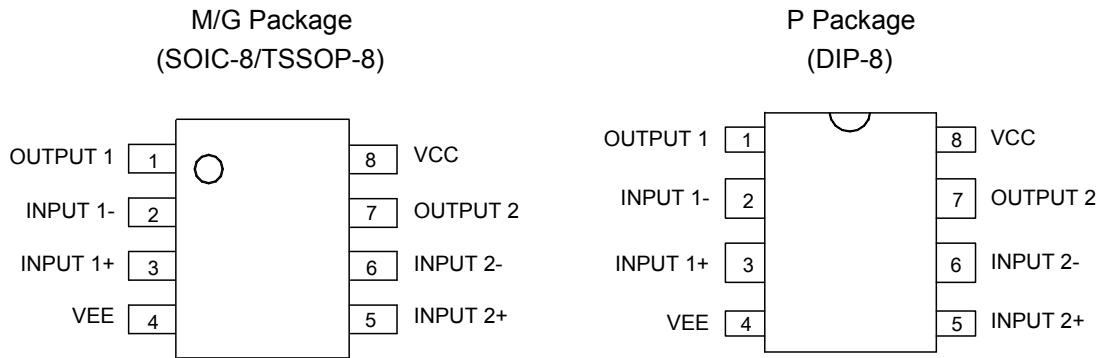 M/G Package
(SOIC-8/TSSOP-8)
OUTPUT 1 1 8 VCC
INPUT 1- 2 7 OUTPUT 2
INPUT 1+ 3 6 INPUT 2-
VEE 4 5 INPUT 2+
P Package
(DIP-8)
OUTPUT 1 1 8 VCC
INPUT 1- 2 7 OUTPUT 2
INPUT 1+ 3 6 INPUT 2-
VEE 4 5 INPUT 2+